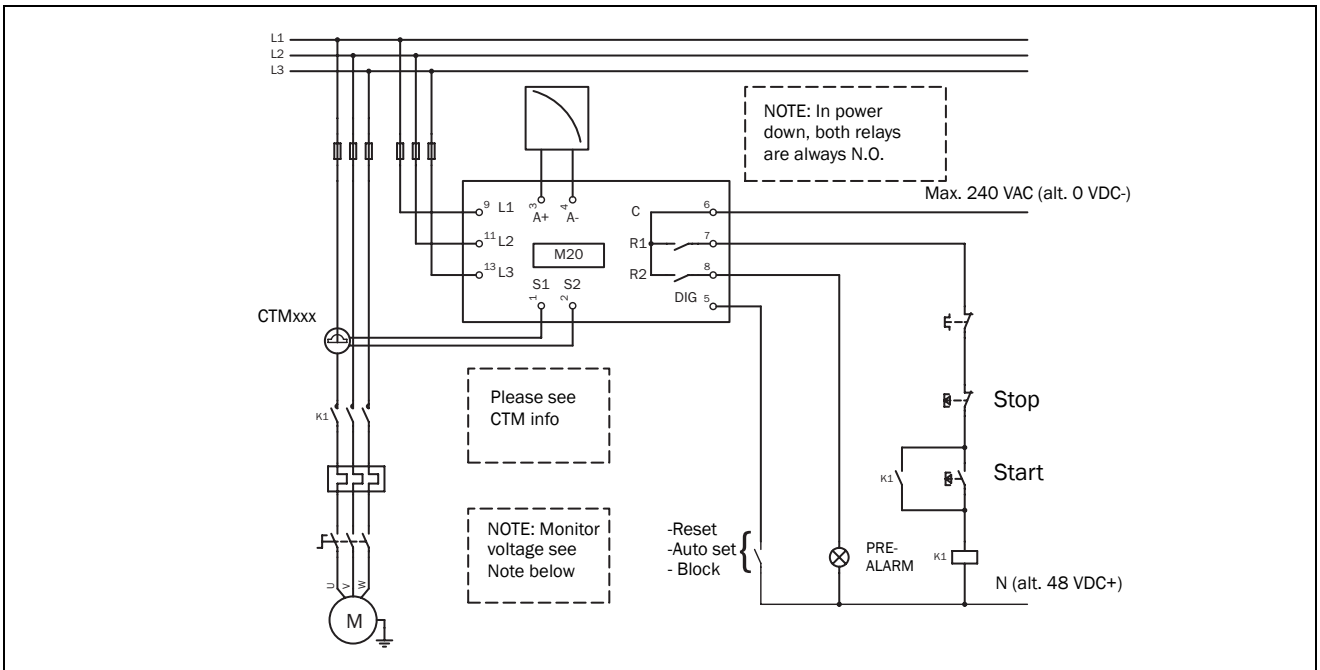 L1
L2
L3
NOTE: In power
down, both relays
are always N.O.
Max. 240 VAC (alt. 0 VDC-)
3
4
A+
A-
9
L1
11
L2
13
L3
M20
S1
S2
1
2
C
6
R1
7
R2
8
DIG
5
CTMxxx
Please see
CTM info
K1
Stop
K1
Start
NOTE: Monitor
voltage see
Note below
-Reset
-Auto set
- Block
PRE-
ALARM
K1
N (alt. 48 VDC+)
U
V
W
M